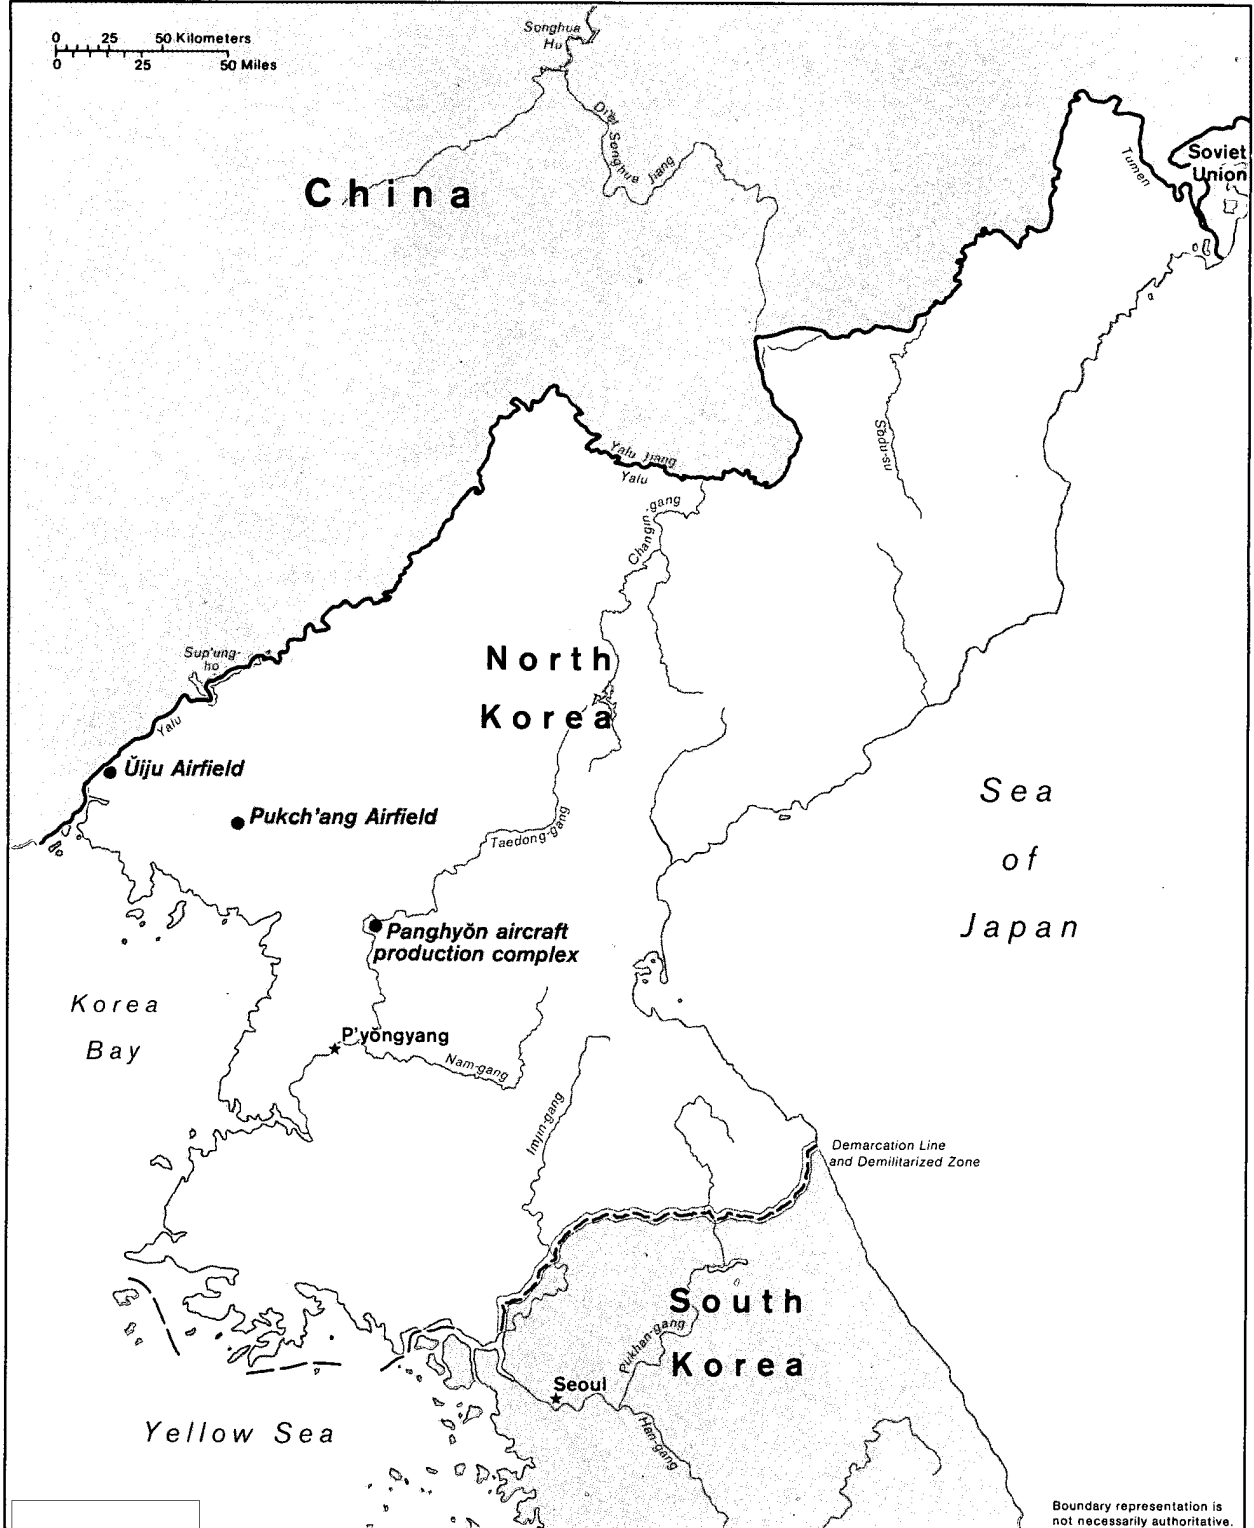 0 25 50 Kilometers
0 25 50 Miles
Songhua
Hu
Di'er Songhua Jiang
China
Soviet
Union
Tumen
Sŏdu-su
Yalu Jiang
Yalu
Changjin-gang
North
Korea
Sup'ung-
ho
Yalu
Ŭiju Airfield
Pukch'ang Airfield
Taedong-gang
Sea
of
Japan
Panghyŏn aircraft
production complex
Korea
Bay
P'yŏngyang
Nam-gang
Imjin-gang
Demarcation Line
and Demilitarized Zone
South
Korea
Pukhan-gang
Seoul
Han-gang
Yellow Sea
Boundary representation is
not necessarily authoritative.